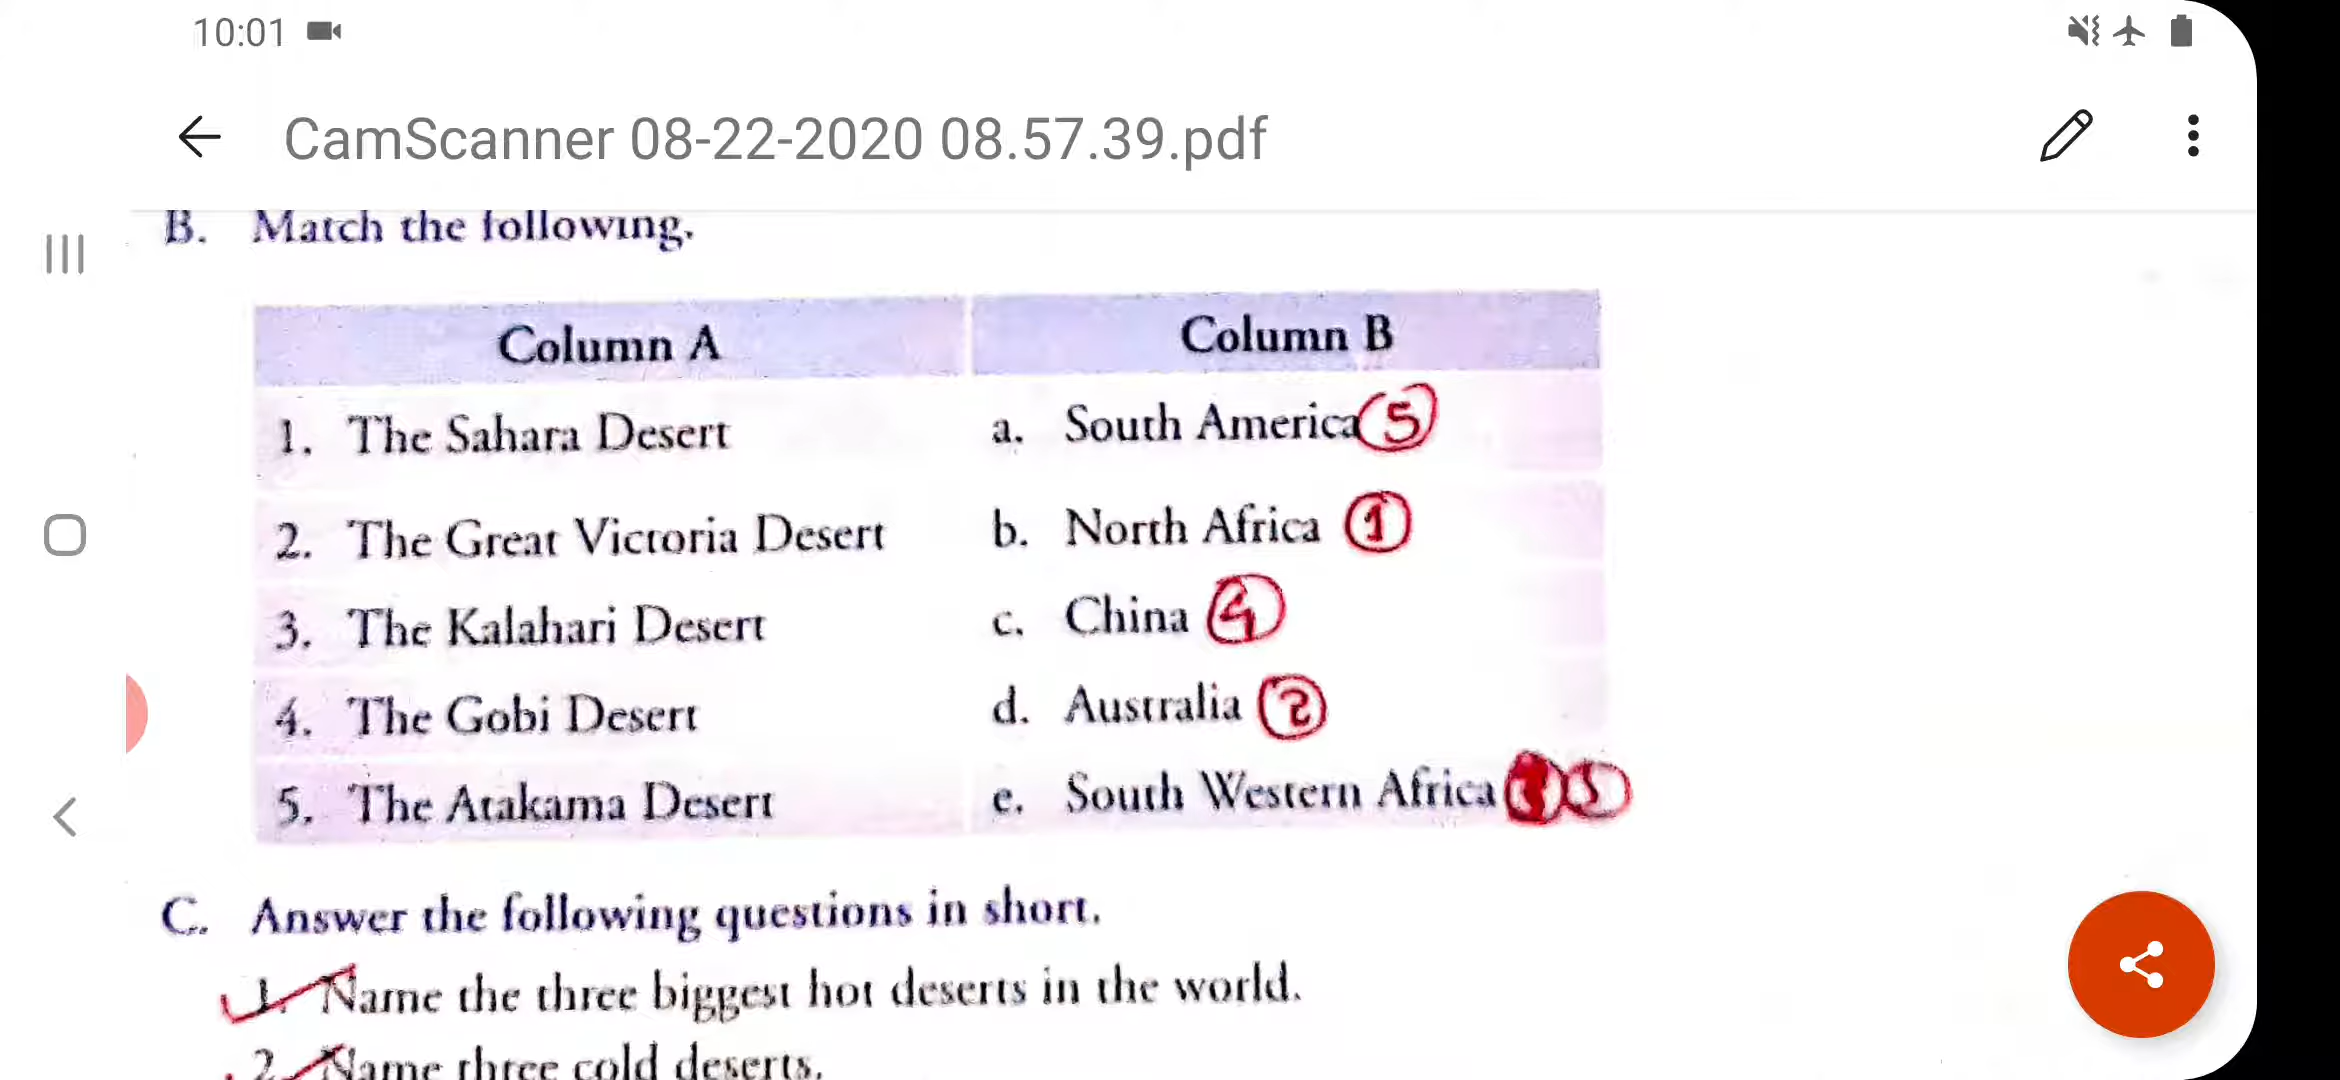 10:01
CamScanner 08-22-2020 08.57.39.pdf
B. Match the following.
Column A Column B
1. The Sahara Desert a. South America 5
2. The Great Victoria Desert b. North Africa 1
3. The Kalahari Desert c. China 4
4. The Gobi Desert d. Australia 2
5. The Atakama Desert e. South Western Africa
C. Answer the following questions in short.
1. Name the three biggest hot deserts in the world.
2. Name three cold deserts.